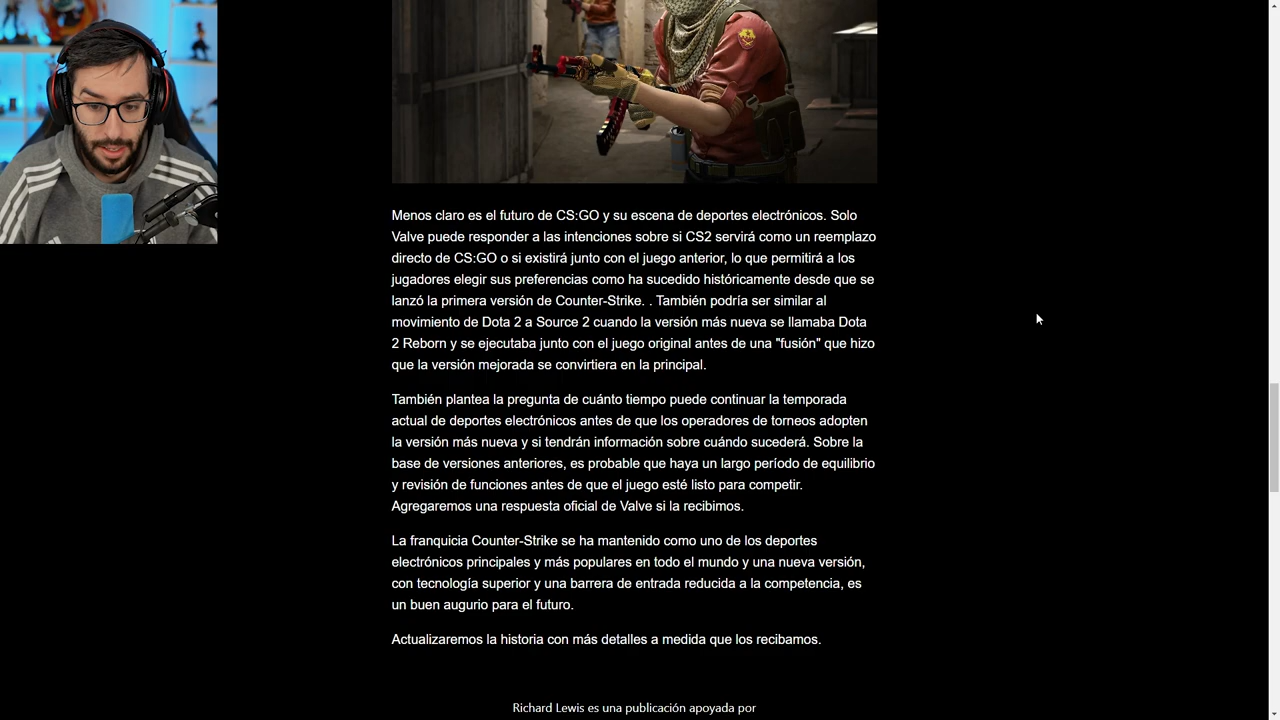 Menos claro es el futuro de CS:GO y su escena de deportes electrónicos. Solo
Valve puede responder a las intenciones sobre si CS2 servirá como un reemplazo
directo de CS:GO o si existirá junto con el juego anterior, lo que permitirá a los
jugadores elegir sus preferencias como ha sucedido históricamente desde que se
lanzó la primera versión de Counter-Strike. . También podría ser similar al
movimiento de Dota 2 a Source 2 cuando la versión más nueva se llamaba Dota
2 Reborn y se ejecutaba junto con el juego original antes de una "fusión" que hizo
que la versión mejorada se convirtiera en la principal.
También plantea la pregunta de cuánto tiempo puede continuar la temporada
actual de deportes electrónicos antes de que los operadores de torneos adopten
la versión más nueva y si tendrán información sobre cuándo sucederá. Sobre la
base de versiones anteriores, es probable que haya un largo período de equilibrio
y revisión de funciones antes de que el juego esté listo para competir.
Agregaremos una respuesta oficial de Valve si la recibimos.
La franquicia Counter-Strike se ha mantenido como uno de los deportes
electrónicos principales y más populares en todo el mundo y una nueva versión,
con tecnología superior y una barrera de entrada reducida a la competencia, es
un buen augurio para el futuro.
Actualizaremos la historia con más detalles a medida que los recibamos.
Richard Lewis es una publicación apoyada por